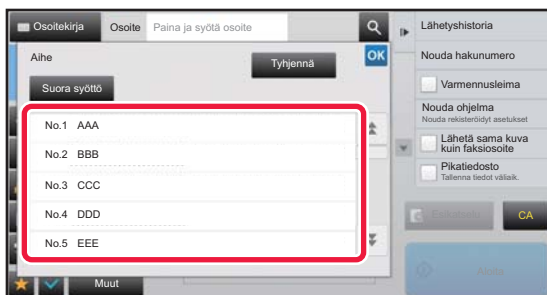 Osoitekirja
Osoite
Paina ja syötä osoite
Aihe
Tyhjennä
OK
Suora syöttö
No.1 AAA
No.2 BBB
No.3 CCC
No.4 DDD
No.5 EEE
Muut
Lähetyshistoria
Nouda hakunumero
Varmennusleima
Nouda ohjelma
Nouda rekisteröidyt asetukset
Lähetä sama kuva
kuin faksiosoite
Pikatiedosto
Tallenna tiedot väliaik.
Esikatselu
CA
Aloita